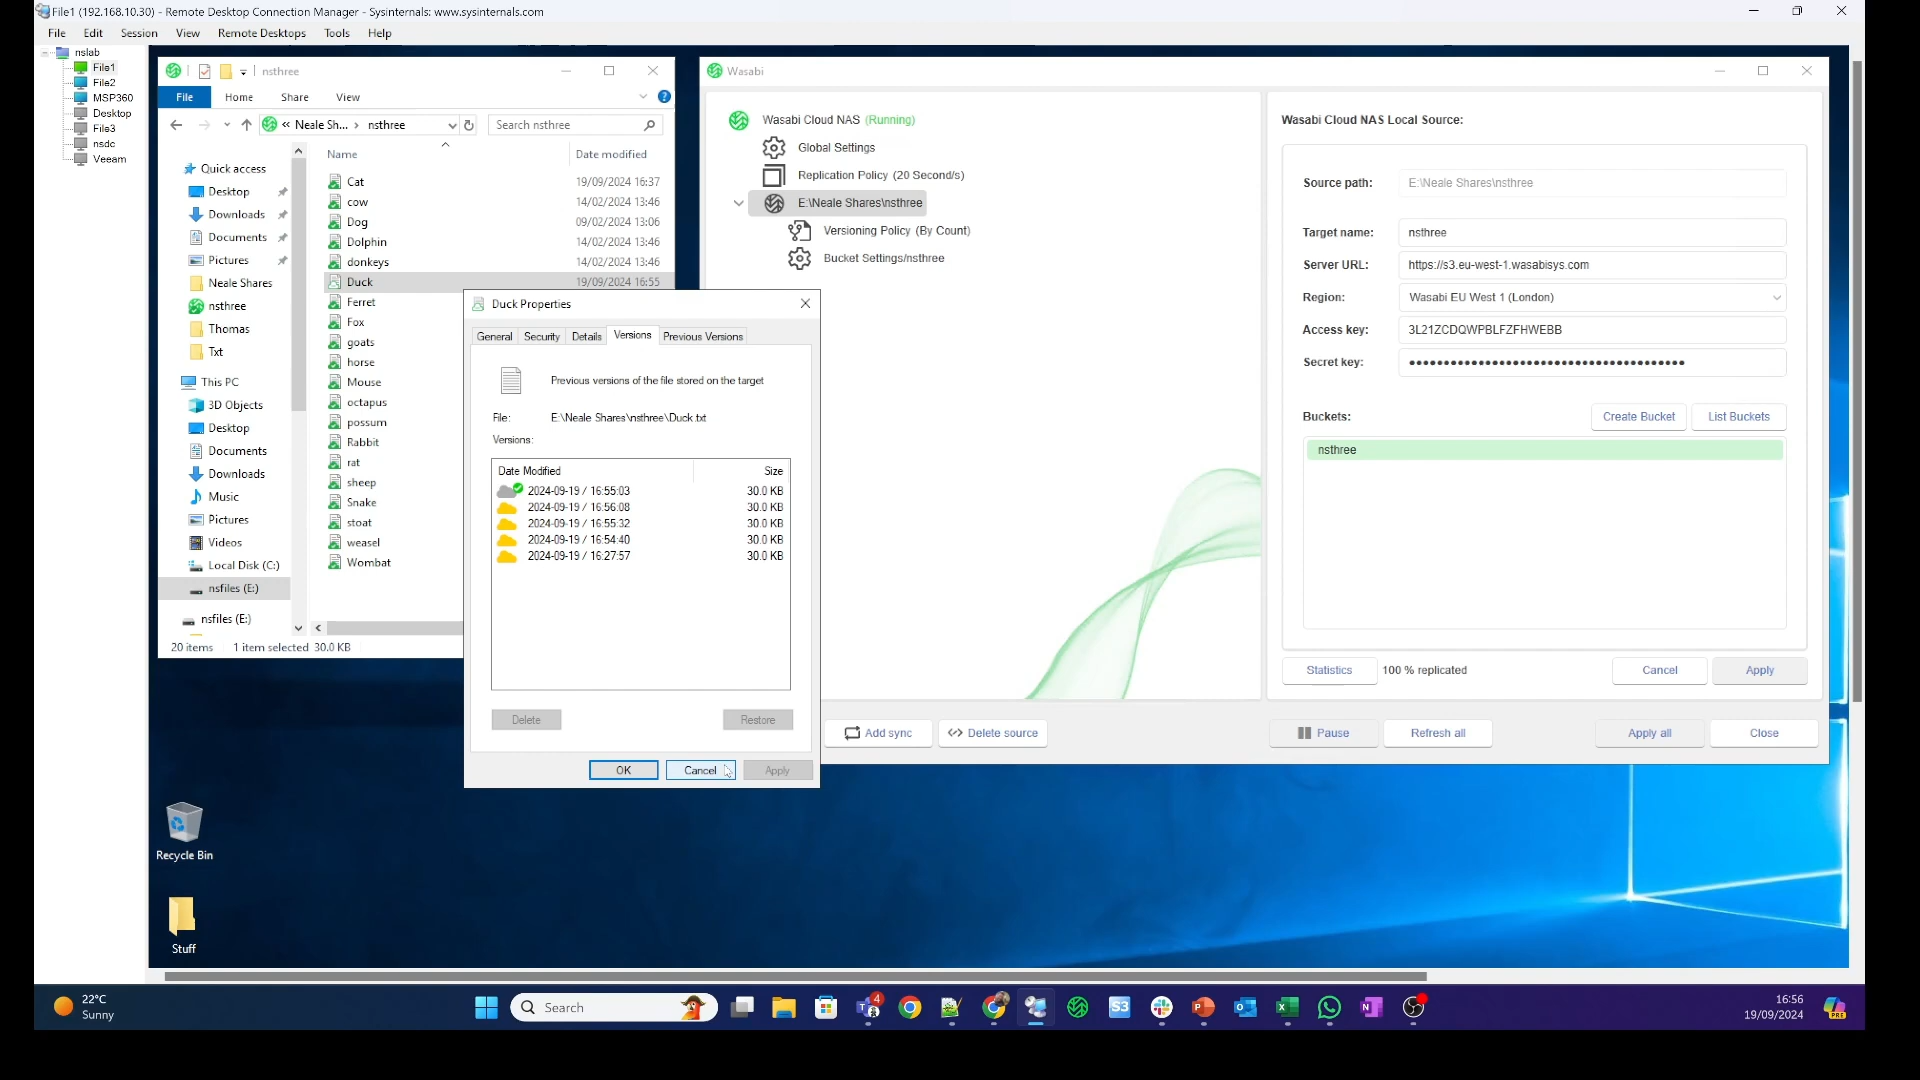 File1 (192.168.10.30) - Remote Desktop Connection Manager - Sysinternals: www.sysinternals.com
File Edit Session View Remote Desktops Tools Help
nslab
File1
File2
MSP360
Desktop
File3
nsdc
Veeam
nsthree
File Home Share View
« Neale Sh... › nsthree
Search nsthree
Name Date modified
Quick access
Desktop
Downloads
Documents
Pictures
Neale Shares
nsthree
Thomas
Txt
This PC
3D Objects
Desktop
Documents
Downloads
Music
Pictures
Videos
Local Disk (C:)
nsfiles (E:)
nsfiles (E:)
Cat 19/09/2024 16:37
cow 14/02/2024 13:46
Dog 09/02/2024 13:06
Dolphin 14/02/2024 13:46
donkeys 14/02/2024 13:46
Duck 19/09/2024 16:55
Ferret
Fox
goats
horse
Mouse
octapus
possum
Rabbit
rat
sheep
Snake
stoat
weasel
Wombat
20 items 1 item selected 30.0 KB
Duck Properties
General Security Details Versions Previous Versions
Previous versions of the file stored on the target
File: E:\Neale Shares\nsthree\Duck.txt
Versions:
Date Modified Size
2024-09-19 / 16:55:03 30.0 KB
2024-09-19 / 16:56:08 30.0 KB
2024-09-19 / 16:55:32 30.0 KB
2024-09-19 / 16:54:40 30.0 KB
2024-09-19 / 16:27:57 30.0 KB
Delete Restore
OK Cancel Apply
Wasabi
Wasabi Cloud NAS (Running)
Global Settings
Replication Policy (20 Second/s)
E:\Neale Shares\nsthree
Versioning Policy (By Count)
Bucket Settings/nsthree
Wasabi Cloud NAS Local Source:
Source path: E:\Neale Shares\nsthree
Target name: nsthree
Server URL: https://s3.eu-west-1.wasabisys.com
Region: Wasabi EU West 1 (London)
Access key: 3L21ZCDQWPBLFZFHWEBB
Secret key: ••••••••••••••••••••••••••••••••••••••••
Buckets: Create Bucket List Buckets
nsthree
Statistics 100 % replicated Cancel Apply
Add sync Delete source Pause Refresh all Apply all Close
Recycle Bin
Stuff
22°C
Sunny
Search
4
S3
16:56
19/09/2024
PRE